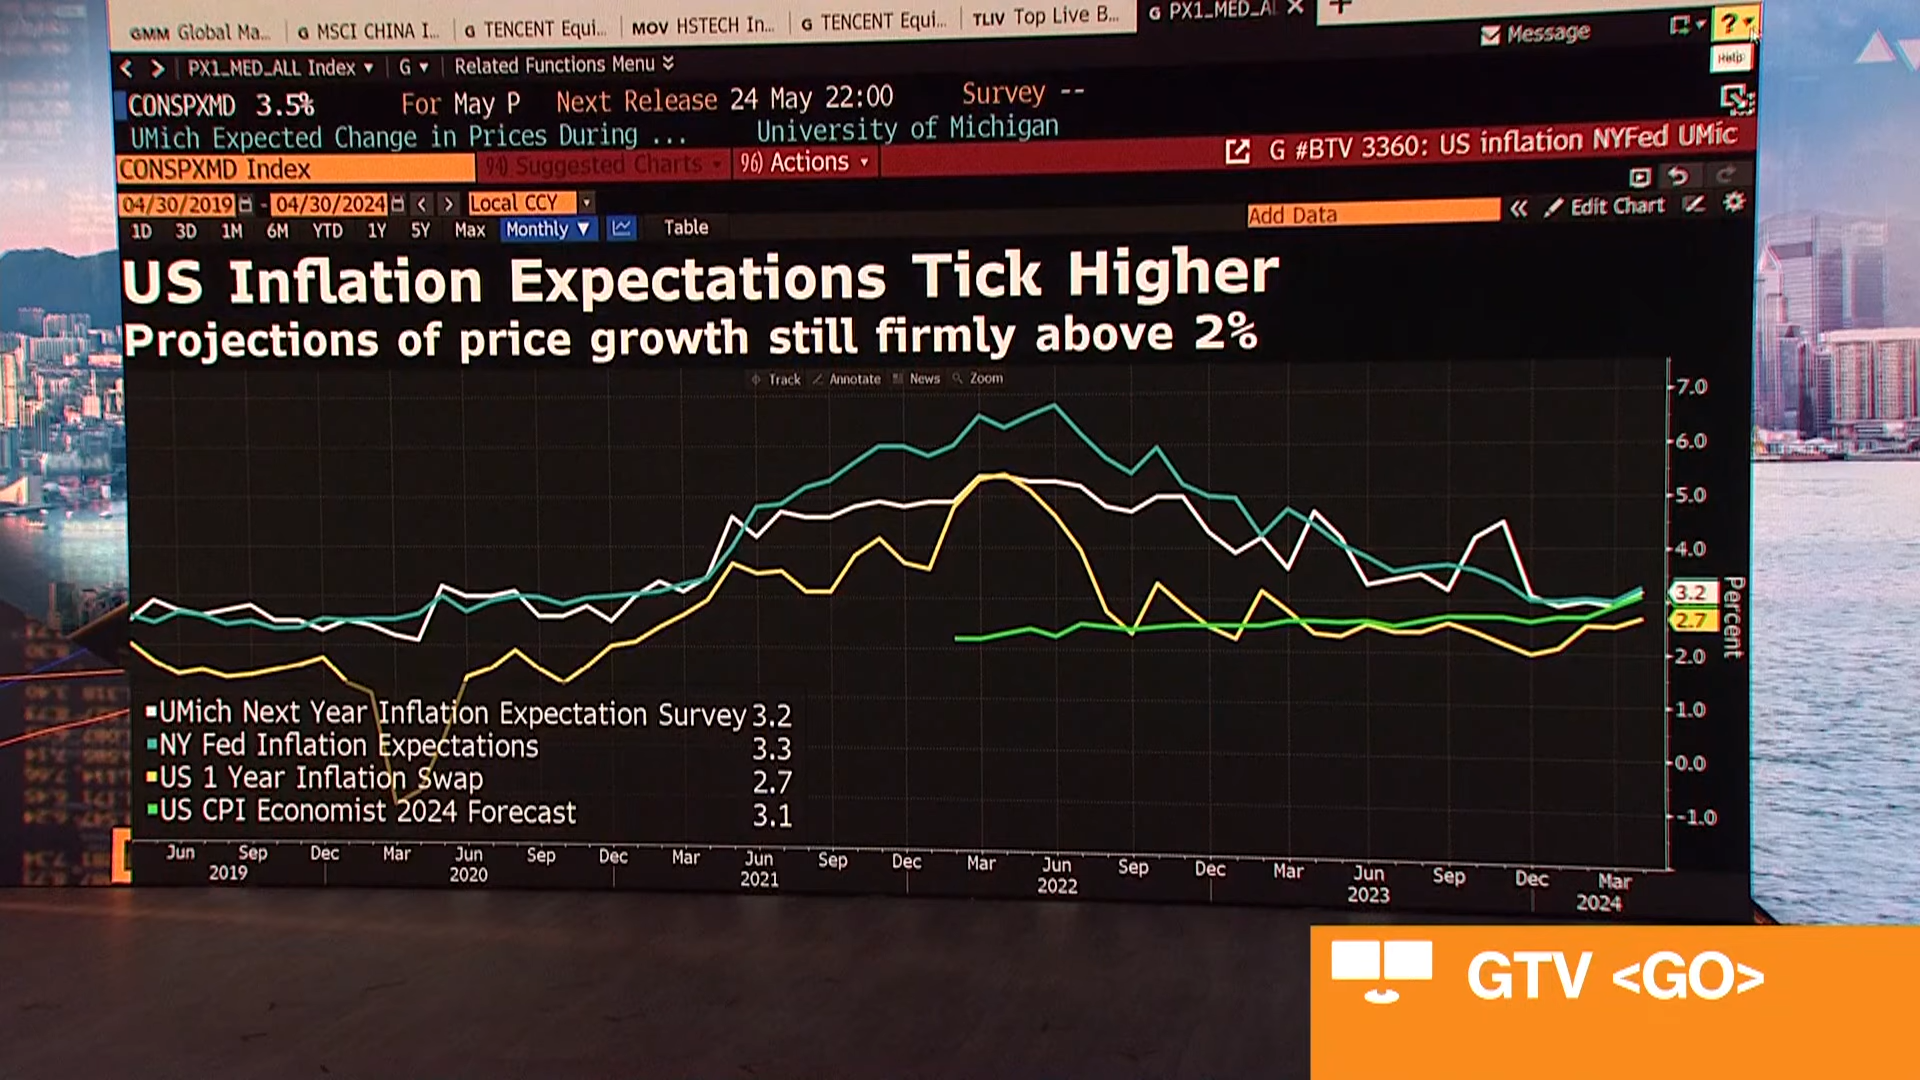 GMM Global Ma... G MSCI CHINA I... G TENCENT Equi... MOV HSTECH In... G TENCENT Equi... TLIV Top Live B... G PX1_MED_Al ✕ +
Message ?
Help
< > PX1_MED_ALL Index ▾ G ▾ Related Functions Menu
CONSPXMD 3.5% For May P Next Release 24 May 22:00 Survey --
UMich Expected Change in Prices During ... University of Michigan
CONSPXMD Index 94) Suggested Charts ▾ 96) Actions ▾ G #BTV 3360: US inflation NYFed UMic
04/30/2019 - 04/30/2024 < > Local CCY ▾ Add Data « Edit Chart
1D 3D 1M 6M YTD 1Y 5Y Max Monthly ▼ Table
US Inflation Expectations Tick Higher
Projections of price growth still firmly above 2%
Track Annotate News Zoom
7.0
6.0
5.0
4.0
3.2
2.7
2.0
1.0
0.0
-1.0
Percent
UMich Next Year Inflation Expectation Survey 3.2
NY Fed Inflation Expectations 3.3
US 1 Year Inflation Swap 2.7
US CPI Economist 2024 Forecast 3.1
Jun Sep Dec Mar Jun Sep Dec Mar Jun Sep Dec Mar Jun Sep Dec Mar Jun Sep Dec Mar
2019 2020 2021 2022 2023 2024
GTV <GO>